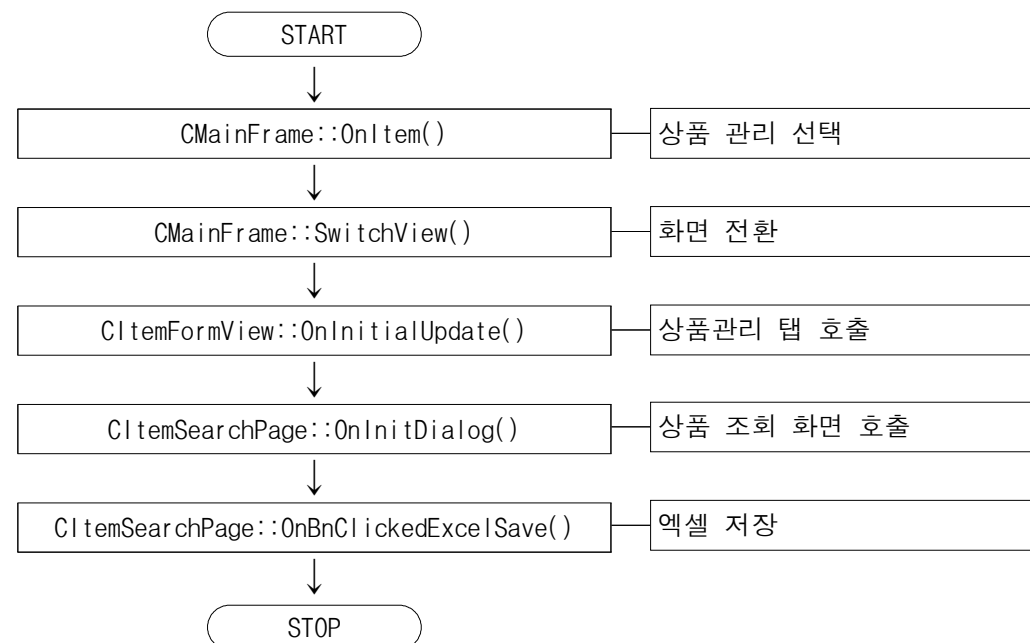 START
CMainFrame::OnItem()
상품 관리 선택
CMainFrame::SwitchView()
화면 전환
CItemFormView::OnInitialUpdate()
상품관리 탭 호출
CItemSearchPage::OnInitDialog()
상품 조회 화면 호출
CItemSearchPage::OnBnClickedExcelSave()
엑셀 저장
STOP